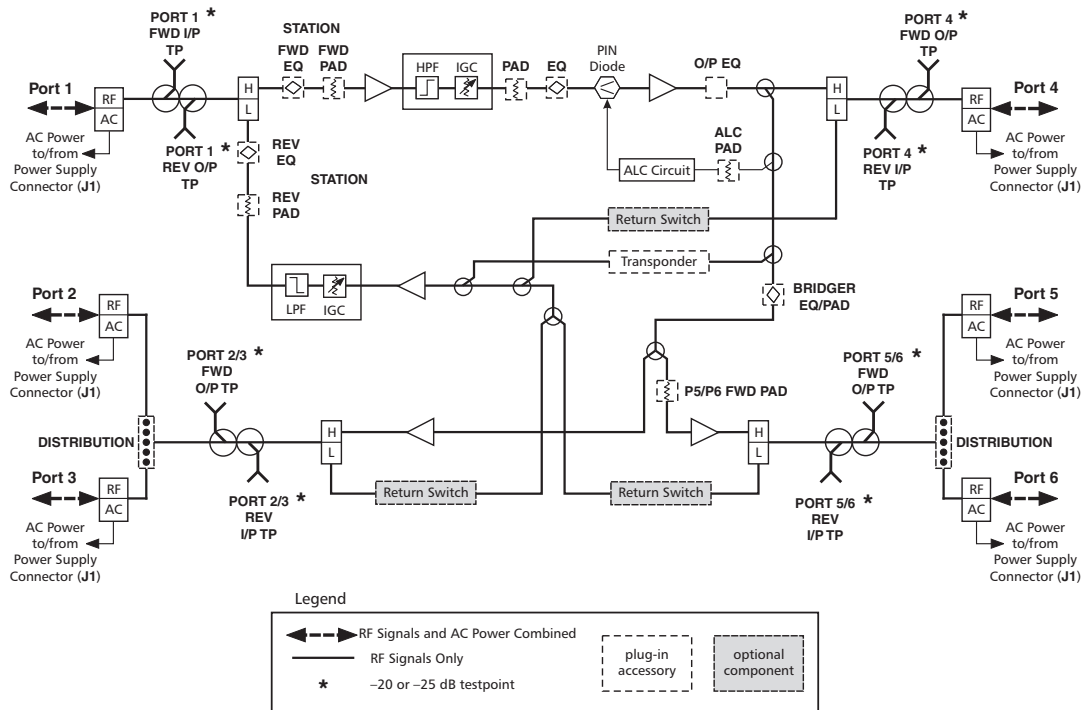 PORT 1 *
FWD I/P
TP
STATION
FWD
EQ
FWD
PAD
HPF
IGC
PAD
EQ
PIN
Diode
O/P EQ
PORT 4 *
FWD O/P
TP
Port 1
RF
AC
H
L
H
L
RF
AC
Port 4
AC Power
to/from
Power Supply
Connector (J1)
PORT 1 *
REV O/P
TP
REV
EQ
STATION
REV
PAD
ALC Circuit
ALC
PAD
PORT 4 *
REV I/P
TP
AC Power
to/from
Power Supply
Connector (J1)
Return Switch
Transponder
LPF
IGC
BRIDGER
EQ/PAD
Port 2
RF
AC
AC Power
to/from
Power Supply
Connector (J1)
PORT 2/3 *
FWD
O/P TP
P5/P6 FWD PAD
PORT 5/6 *
FWD
O/P TP
Port 5
RF
AC
AC Power
to/from
Power Supply
Connector (J1)
DISTRIBUTION
H
L
H
L
DISTRIBUTION
Port 3
RF
AC
AC Power
to/from
Power Supply
Connector (J1)
PORT 2/3 *
REV
I/P TP
Return Switch
Return Switch
PORT 5/6 *
REV
I/P TP
Port 6
RF
AC
AC Power
to/from
Power Supply
Connector (J1)
Legend
RF Signals and AC Power Combined
RF Signals Only
* –20 or –25 dB testpoint
plug-in
accessory
optional
component